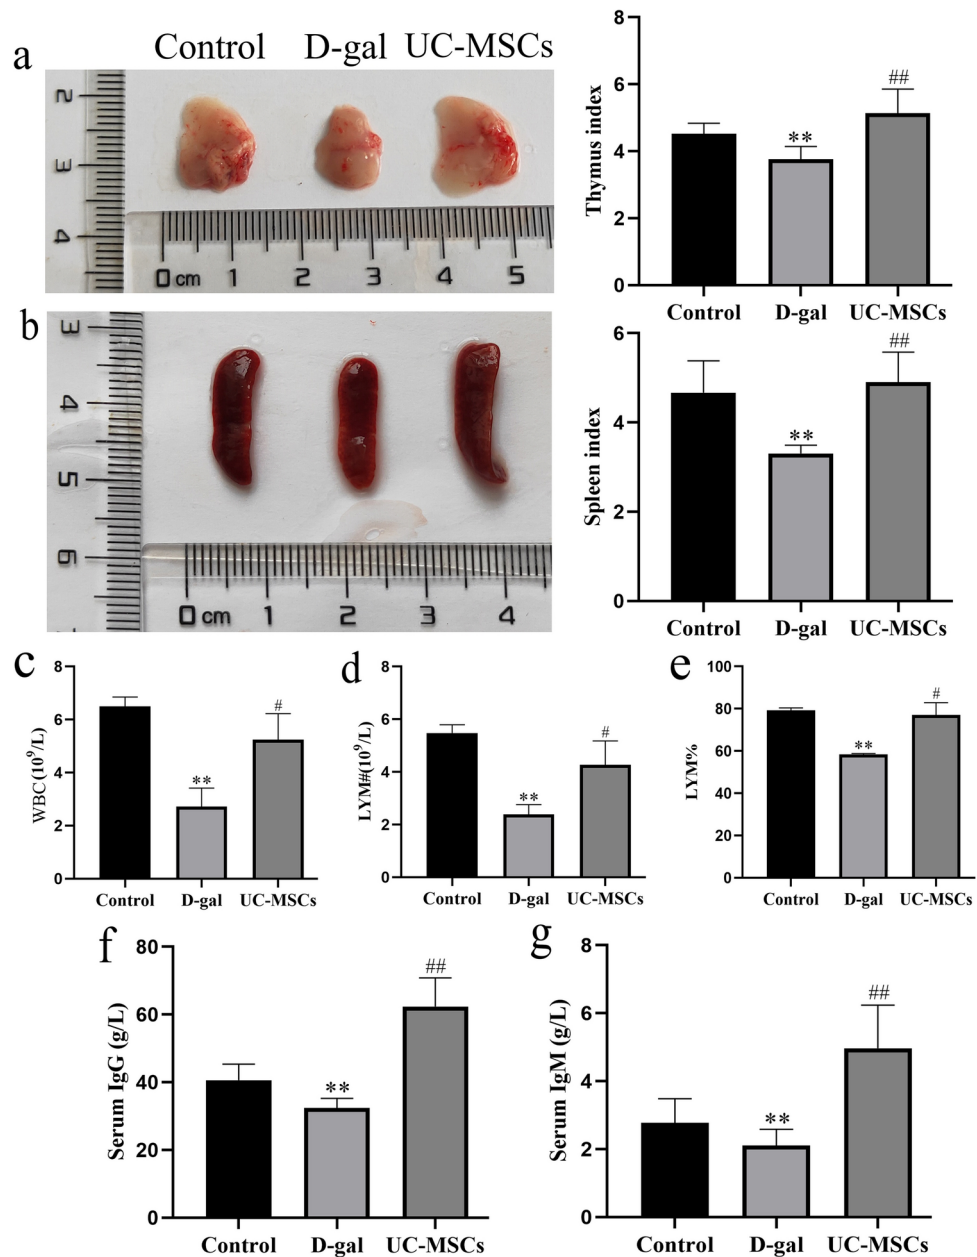 a
Control D-gal UC-MSCs
2
3
4
0 cm 1 2 3 4 5
Thymus index
8
6
4
2
0
**
##
Control D-gal UC-MSCs
b
3
4
5
6
0 cm 1 2 3 4
Spleen index
6
4
2
0
**
##
Control D-gal UC-MSCs
c
WBC(10⁹/L)
8
6
4
2
0
**
#
Control D-gal UC-MSCs
d
LYM#(10⁹/L)
8
6
4
2
0
**
#
Control D-gal UC-MSCs
e
LYM%
100
80
60
40
20
0
**
#
Control D-gal UC-MSCs
f
Serum IgG (g/L)
80
60
40
20
0
**
##
Control D-gal UC-MSCs
g
Serum IgM (g/L)
8
6
4
2
0
**
##
Control D-gal UC-MSCs